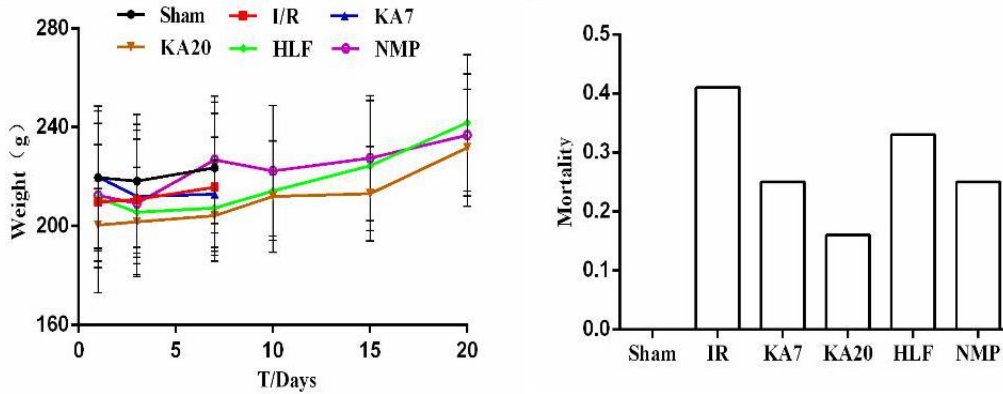 Sham I/R KA7
KA20 HLF NMP
280
240
200
160
Weight（g）
0 5 10 15 20
T/Days
0.5
0.4
0.3
0.2
0.1
0.0
Mortality
Sham IR KA7 KA20 HLF NMP